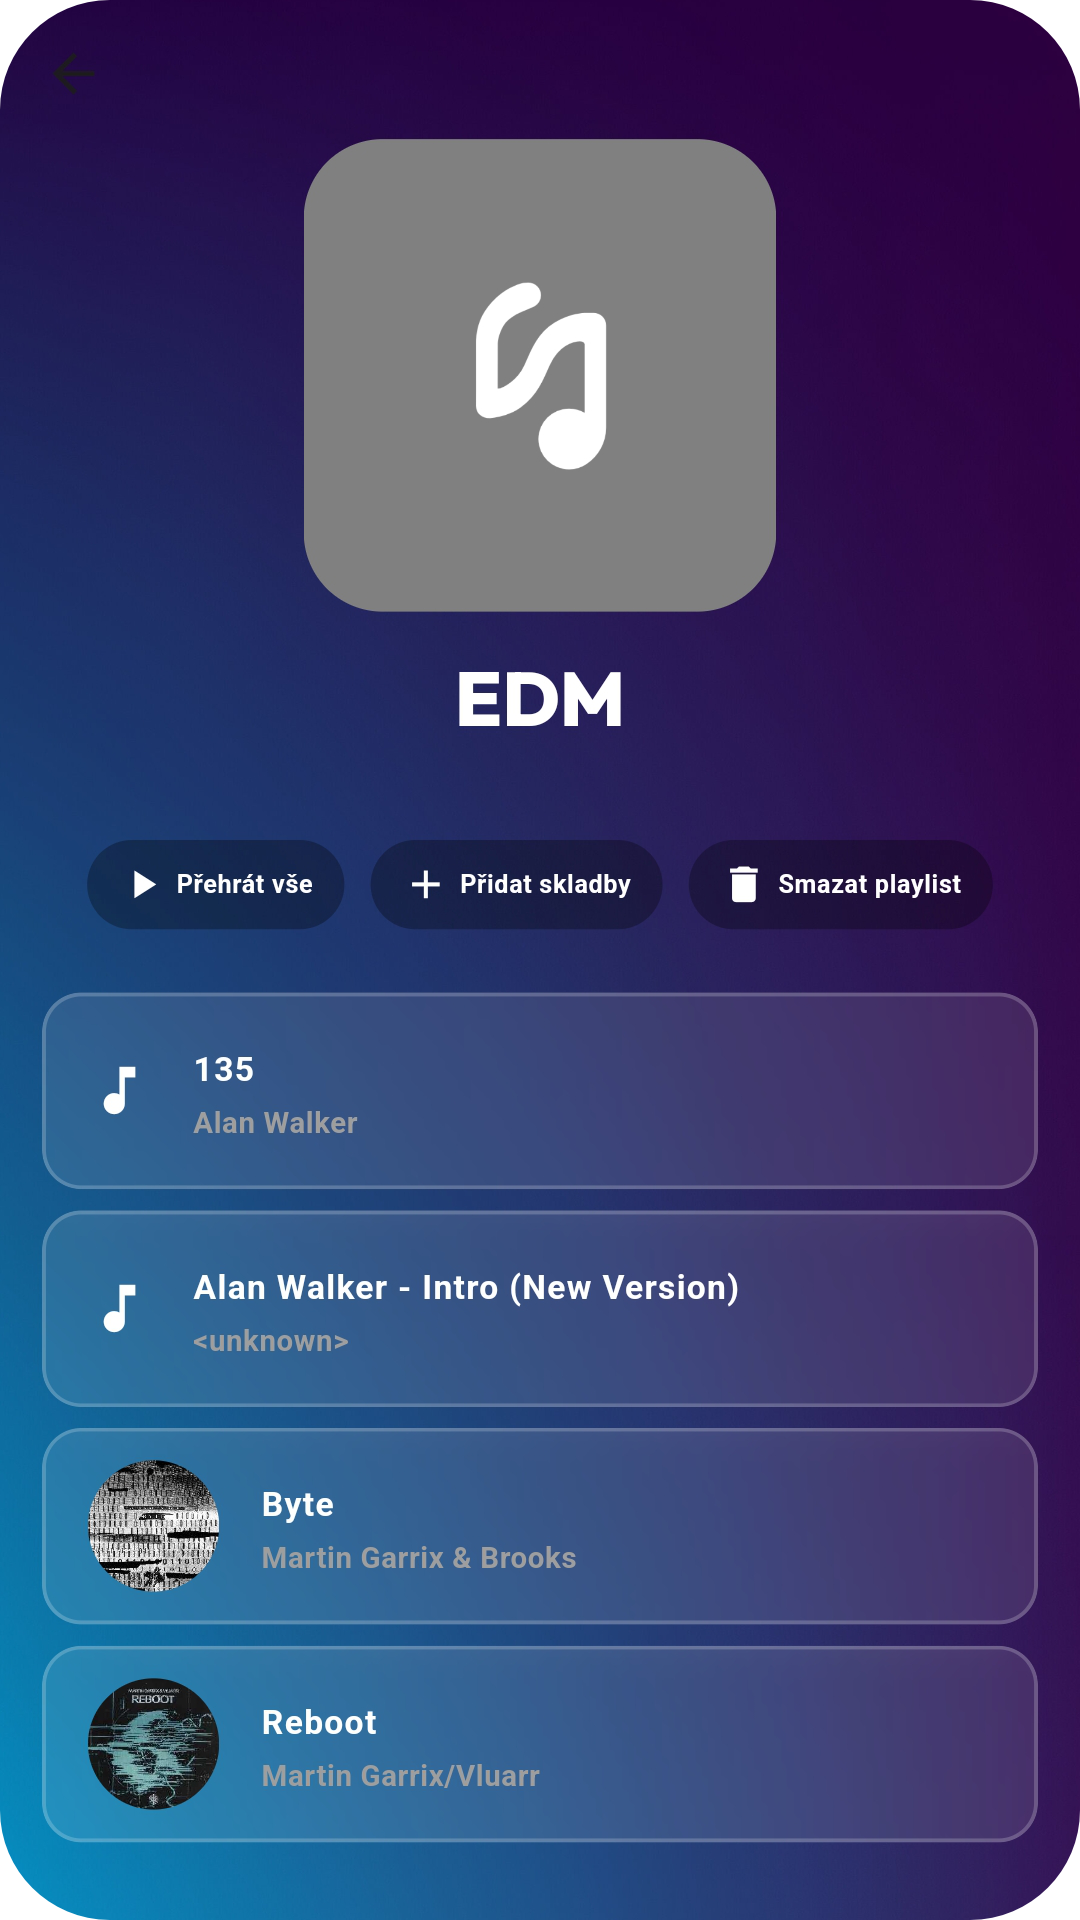 EDM
Přehrát vše
Přidat skladby
Smazat playlist
135
Alan Walker
Alan Walker - Intro (New Version)
<unknown>
Byte
Martin Garrix & Brooks
REBOOT
Reboot
Martin Garrix/Vluarr